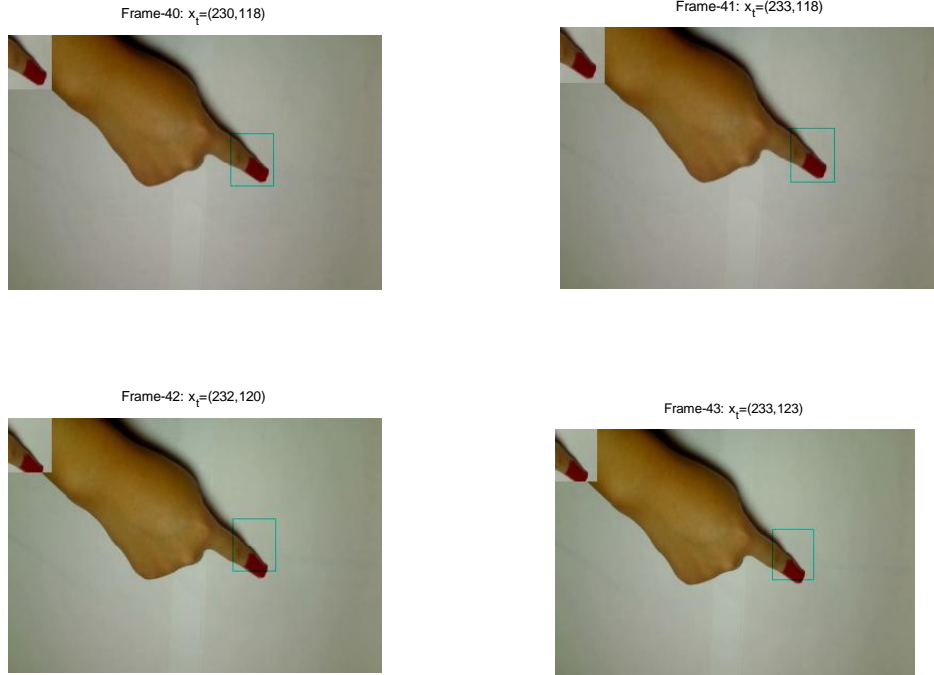 Frame-40: x_t=(230,118)
Frame-41: x_t=(233,118)
Frame-42: x_t=(232,120)
Frame-43: x_t=(233,123)